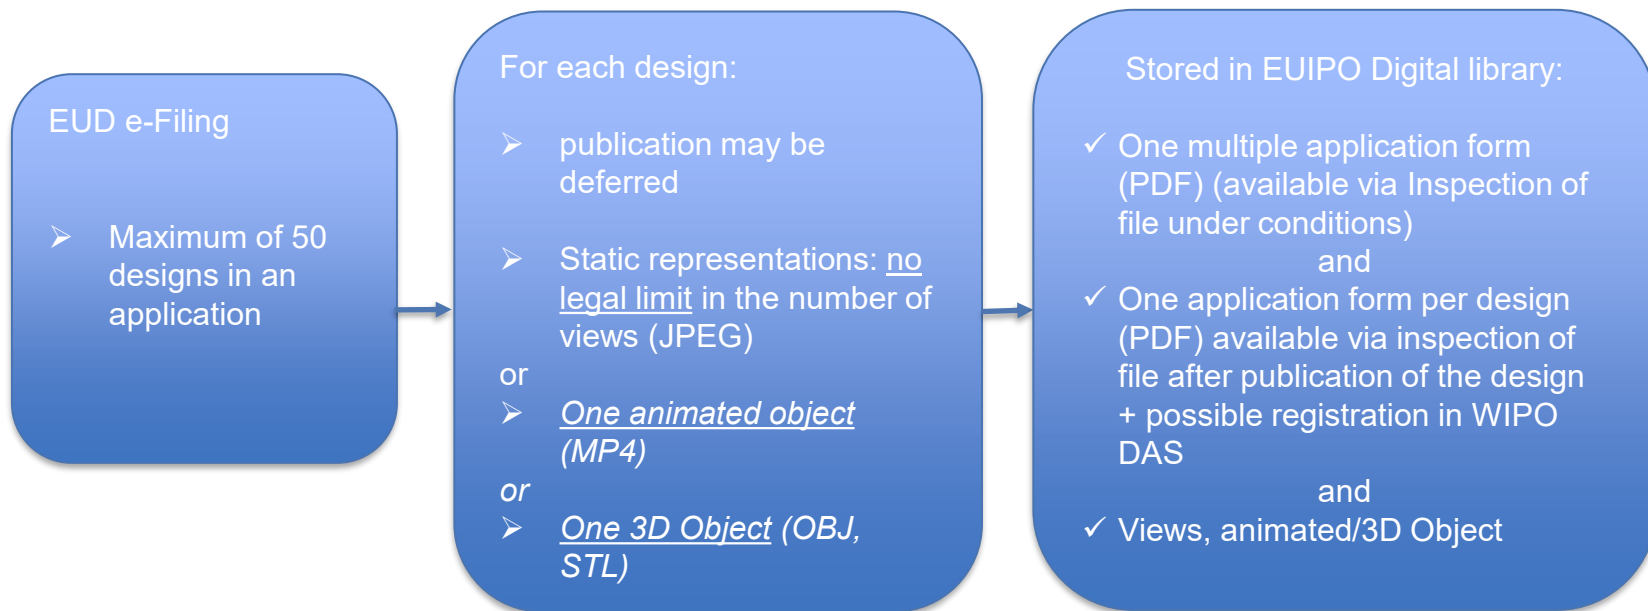 EUD e-Filing
➢ Maximum of 50
designs in an
application
For each design:
➢ publication may be
deferred
➢ Static representations: no
legal limit in the number of
views (JPEG)
or
➢ One animated object
(MP4)
or
➢ One 3D Object (OBJ,
STL)
Stored in EUIPO Digital library:
✓ One multiple application form
(PDF) (available via Inspection of
file under conditions)
and
✓ One application form per design
(PDF) available via inspection of
file after publication of the design
+ possible registration in WIPO
DAS
and
✓ Views, animated/3D Object